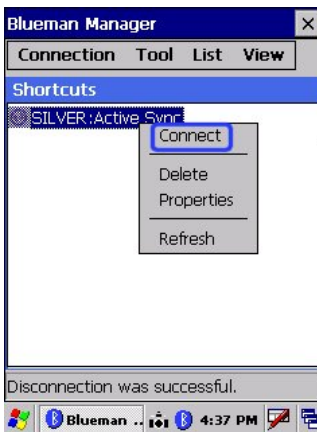 Blueman Manager
Connection Tool List View
Shortcuts
SILVER:Active Sync
Connect
Delete
Properties
Refresh
Disconnection was successful.
Blueman .. 4:37 PM